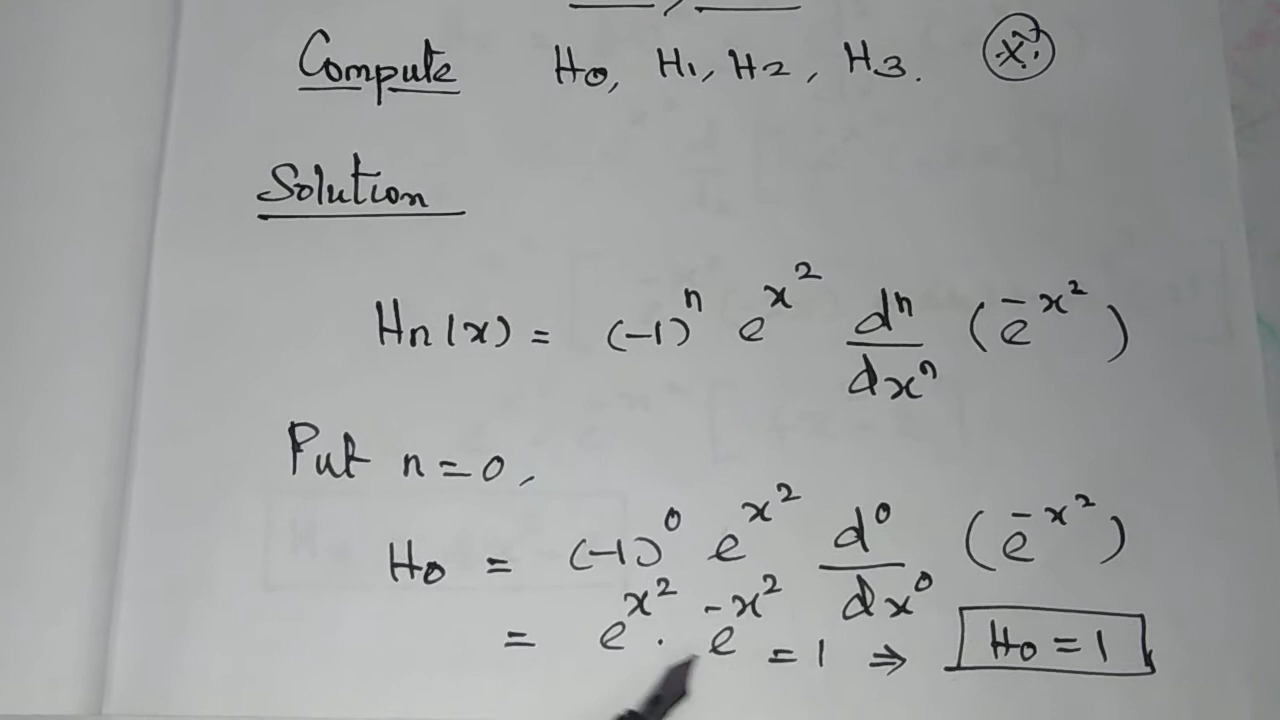 Compute H₀, H₁, H₂, H₃.
Solution
Hₙ(x) = (-1)ⁿ e^{x²} dⁿ/dxⁿ (e^{-x²})
Put n=0,
H₀ = (-1)⁰ e^{x²} d⁰/dx⁰ (e^{-x²})
= e^{x²} · e^{-x²} = 1 ⇒ H₀ = 1